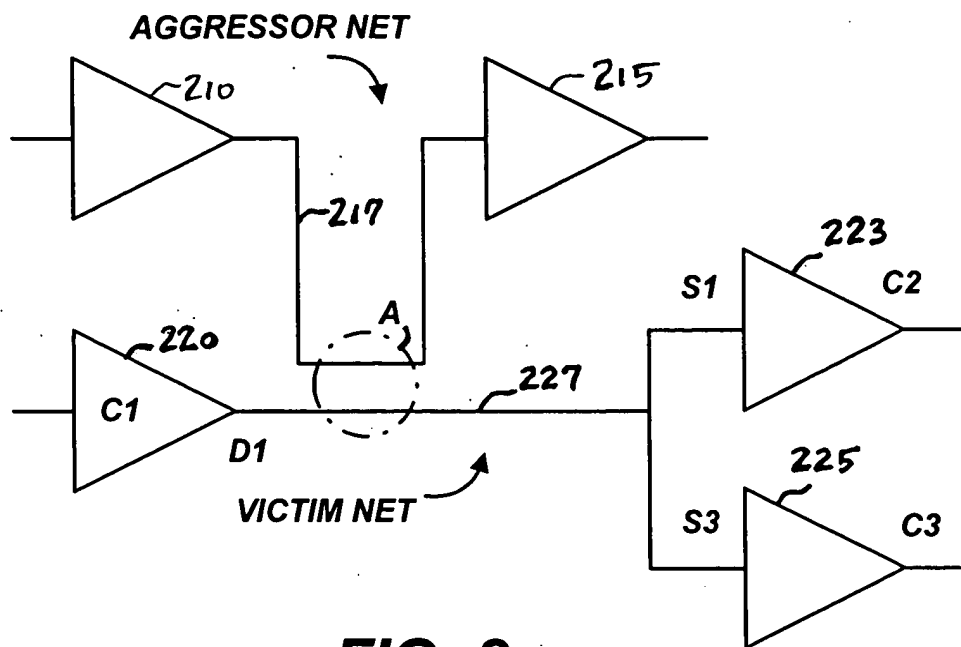 AGGRESSOR NET
210
215
217
223
S1
C2
A
220
227
C1
D1
225
VICTIM NET
S3
C3